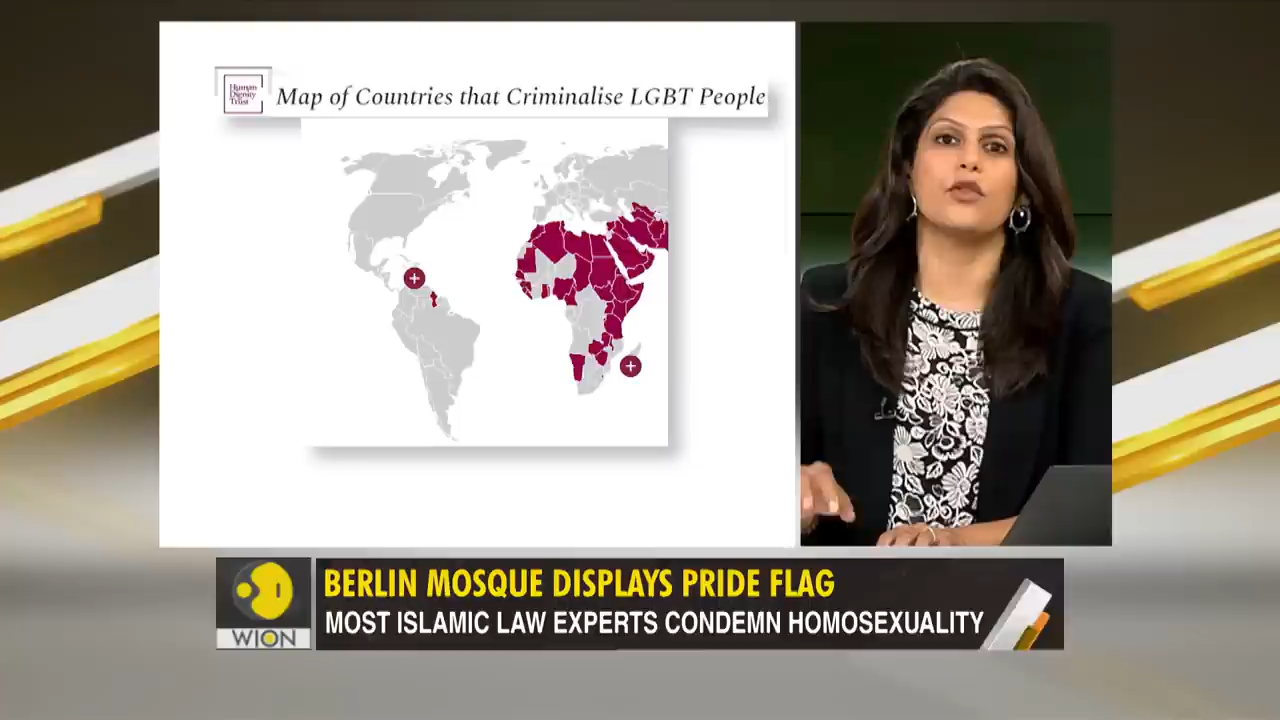 Human
Dignity
Trust
Map of Countries that Criminalise LGBT People
BERLIN MOSQUE DISPLAYS PRIDE FLAG
MOST ISLAMIC LAW EXPERTS CONDEMN HOMOSEXUALITY
WION